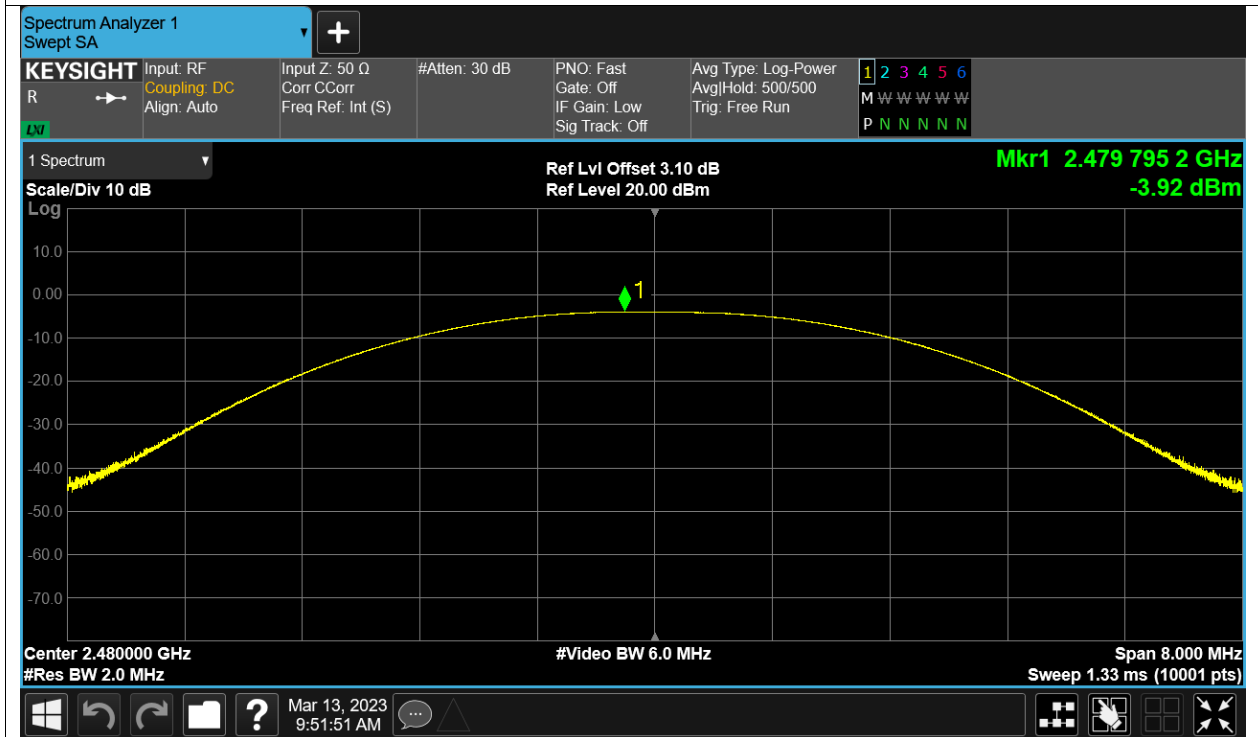 Spectrum Analyzer 1
Swept SA
▼
+
KEYSIGHT
R
LXI
Input: RF
Coupling: DC
Align: Auto
Input Z: 50 Ω
Corr CCorr
Freq Ref: Int (S)
#Atten: 30 dB
PNO: Fast
Gate: Off
IF Gain: Low
Sig Track: Off
Avg Type: Log-Power
Avg|Hold: 500/500
Trig: Free Run
1 2 3 4 5 6
M W W W W W
P N N N N N N
1 Spectrum
▼
Scale/Div 10 dB
Log
Ref Lvl Offset 3.10 dB
Ref Level 20.00 dBm
Mkr1 2.479 795 2 GHz
-3.92 dBm
10.0
0.00
-10.0
-20.0
-30.0
-40.0
-50.0
-60.0
-70.0
1
Center 2.480000 GHz
#Res BW 2.0 MHz
#Video BW 6.0 MHz
Span 8.000 MHz
Sweep 1.33 ms (10001 pts)
?
Mar 13, 2023
9:51:51 AM